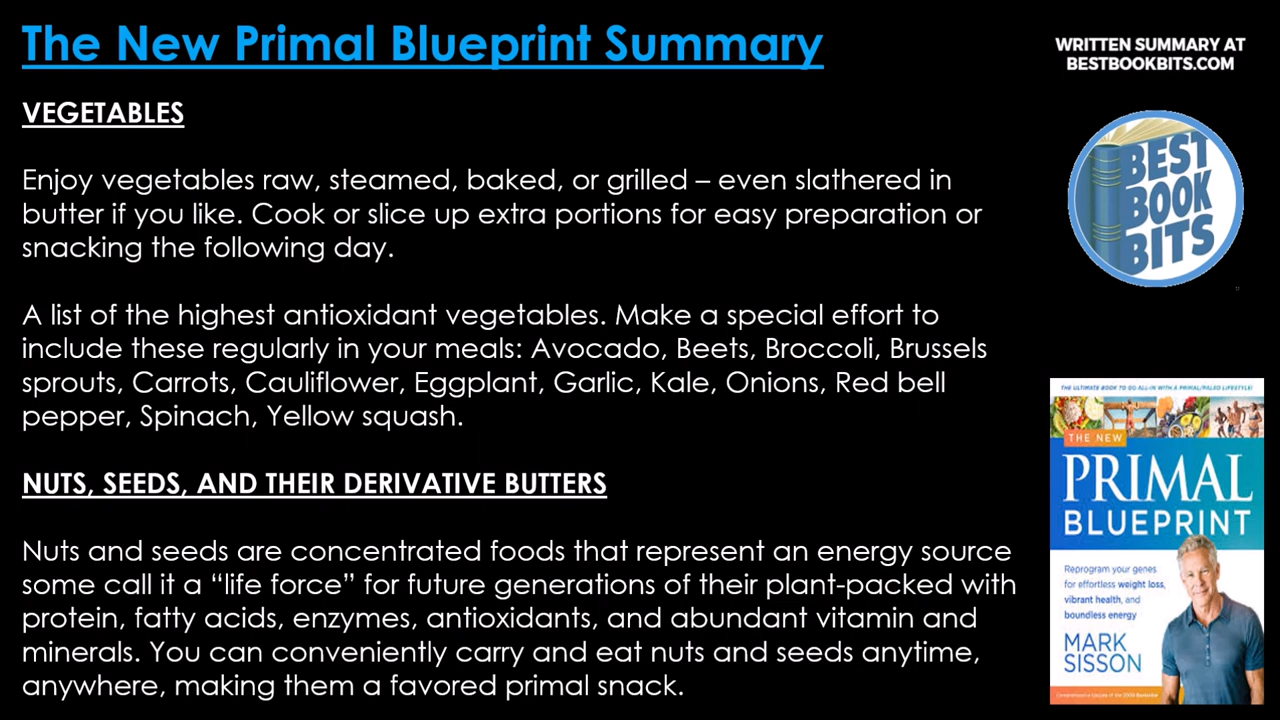 The New Primal Blueprint Summary
WRITTEN SUMMARY AT
BESTBOOKBITS.COM
VEGETABLES
Enjoy vegetables raw, steamed, baked, or grilled – even slathered in
butter if you like. Cook or slice up extra portions for easy preparation or
snacking the following day.
A list of the highest antioxidant vegetables. Make a special effort to
include these regularly in your meals: Avocado, Beets, Broccoli, Brussels
sprouts, Carrots, Cauliflower, Eggplant, Garlic, Kale, Onions, Red bell
pepper, Spinach, Yellow squash.
NUTS, SEEDS, AND THEIR DERIVATIVE BUTTERS
Nuts and seeds are concentrated foods that represent an energy source
some call it a “life force” for future generations of their plant-packed with
protein, fatty acids, enzymes, antioxidants, and abundant vitamin and
minerals. You can conveniently carry and eat nuts and seeds anytime,
anywhere, making them a favored primal snack.
BEST
BOOK
BITS
THE ULTIMATE BOOK TO GO ALL-IN WITH A PRIMAL/PALEO LIFESTYLE!
THE NEW
PRIMAL
BLUEPRINT
Reprogram your genes
for effortless weight loss,
vibrant health, and
boundless energy
MARK
SISSON